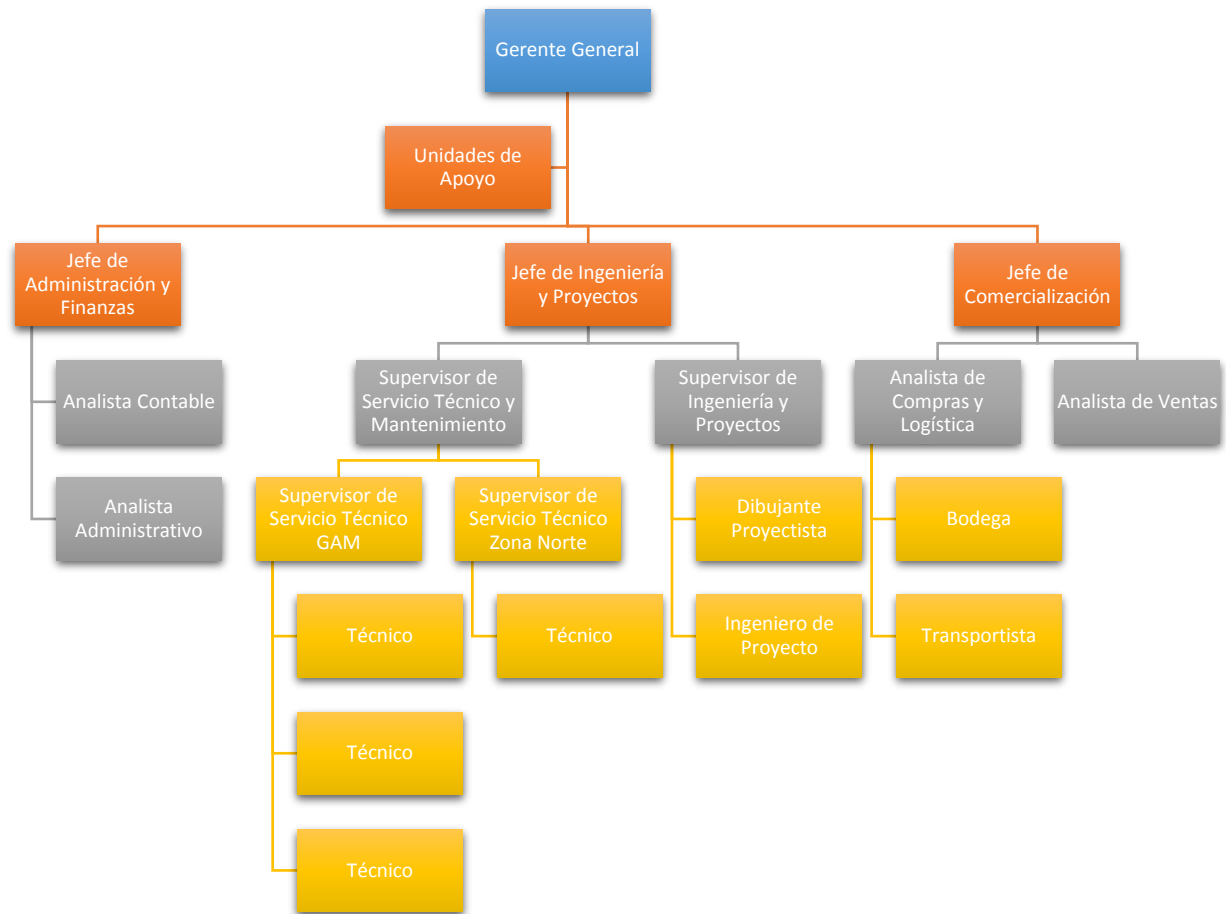 Gerente General
Unidades de
Apoyo
Jefe de
Administración y
Finanzas
Jefe de Ingeniería
y Proyectos
Jefe de
Comercialización
Analista Contable
Supervisor de
Servicio Técnico y
Mantenimiento
Supervisor de
Ingeniería y
Proyectos
Analista de
Compras y
Logística
Analista de Ventas
Analista
Administrativo
Supervisor de
Servicio Técnico
GAM
Supervisor de
Servicio Técnico
Zona Norte
Dibujante
Proyectista
Bodega
Técnico
Técnico
Ingeniero de
Proyecto
Transportista
Técnico
Técnico